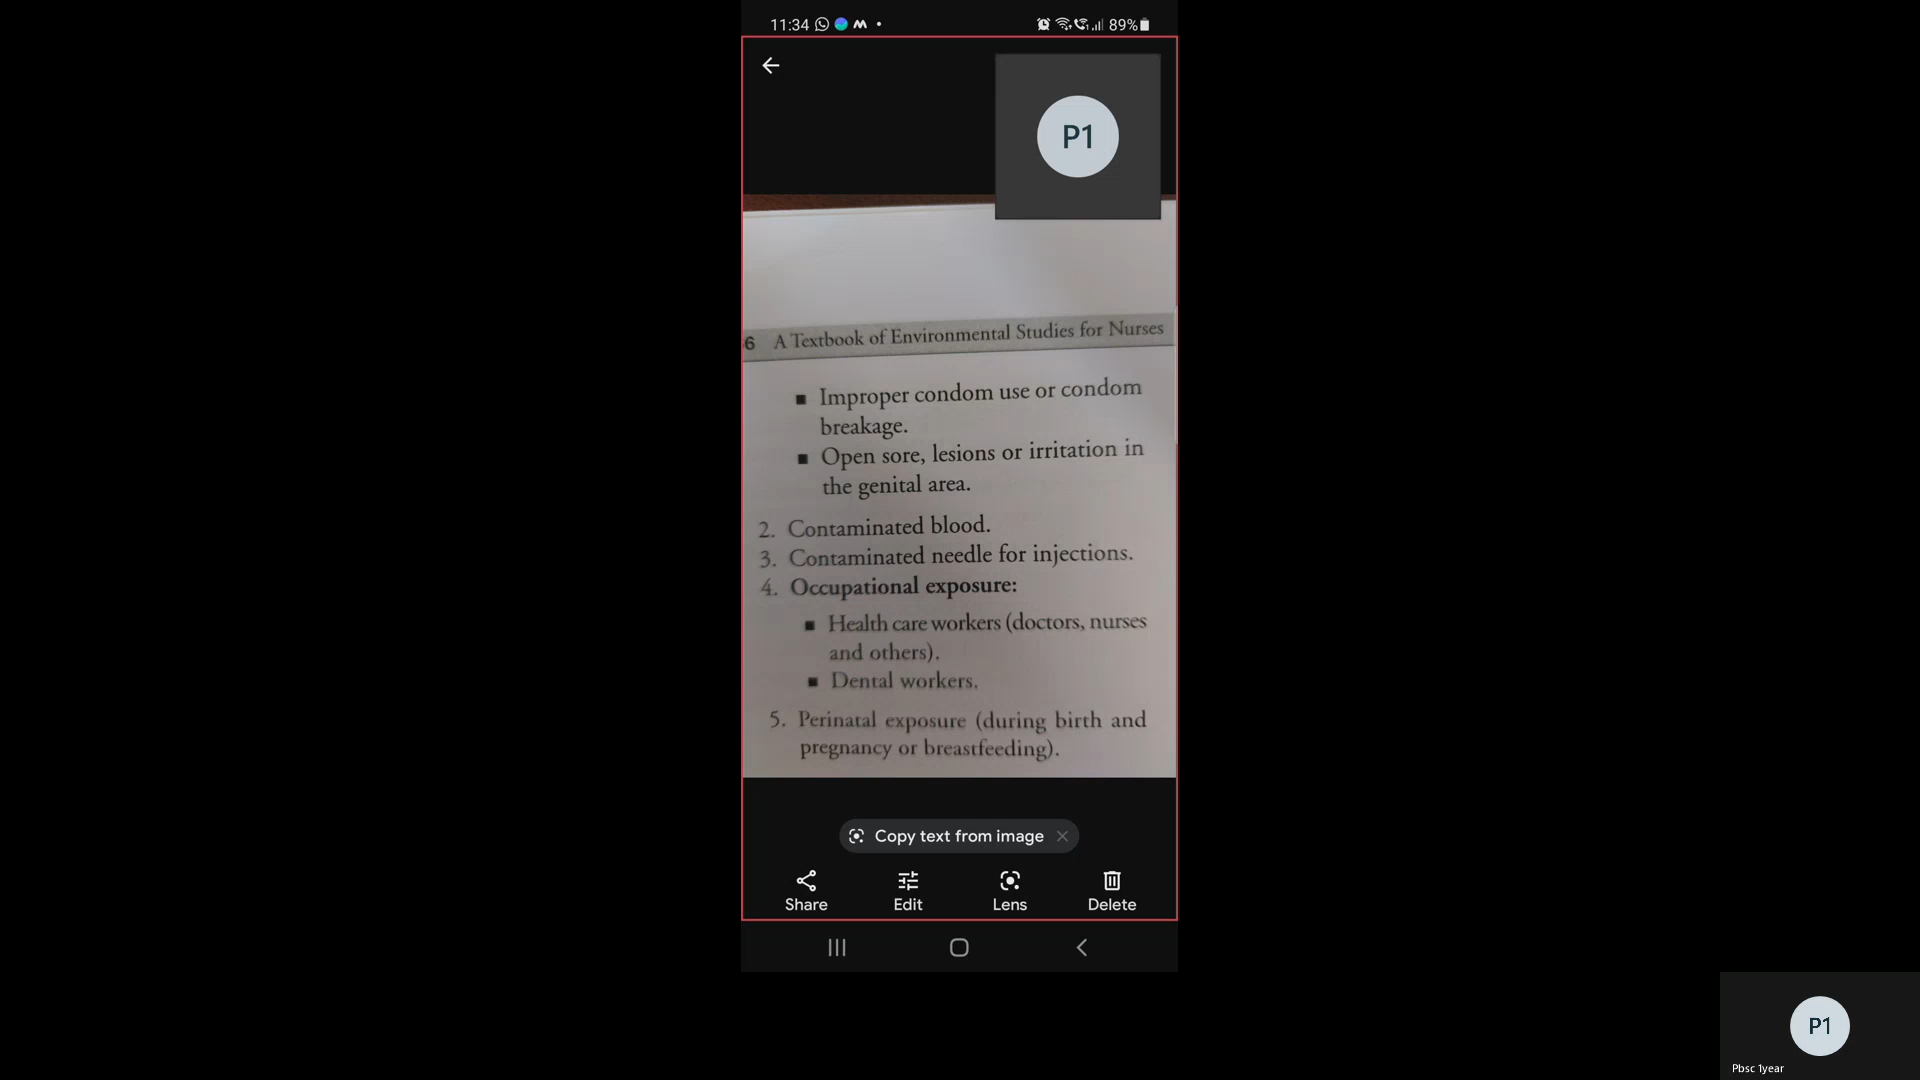 11:34
89%
P1
6 A Textbook of Environmental Studies for Nurses
▪ Improper condom use or condom
breakage.
▪ Open sore, lesions or irritation in
the genital area.
2. Contaminated blood.
3. Contaminated needle for injections.
4. Occupational exposure:
▪ Health care workers (doctors, nurses
and others).
▪ Dental workers.
5. Perinatal exposure (during birth and
pregnancy or breastfeeding).
Copy text from image
Share Edit Lens Delete
P1
Pbsc 1year